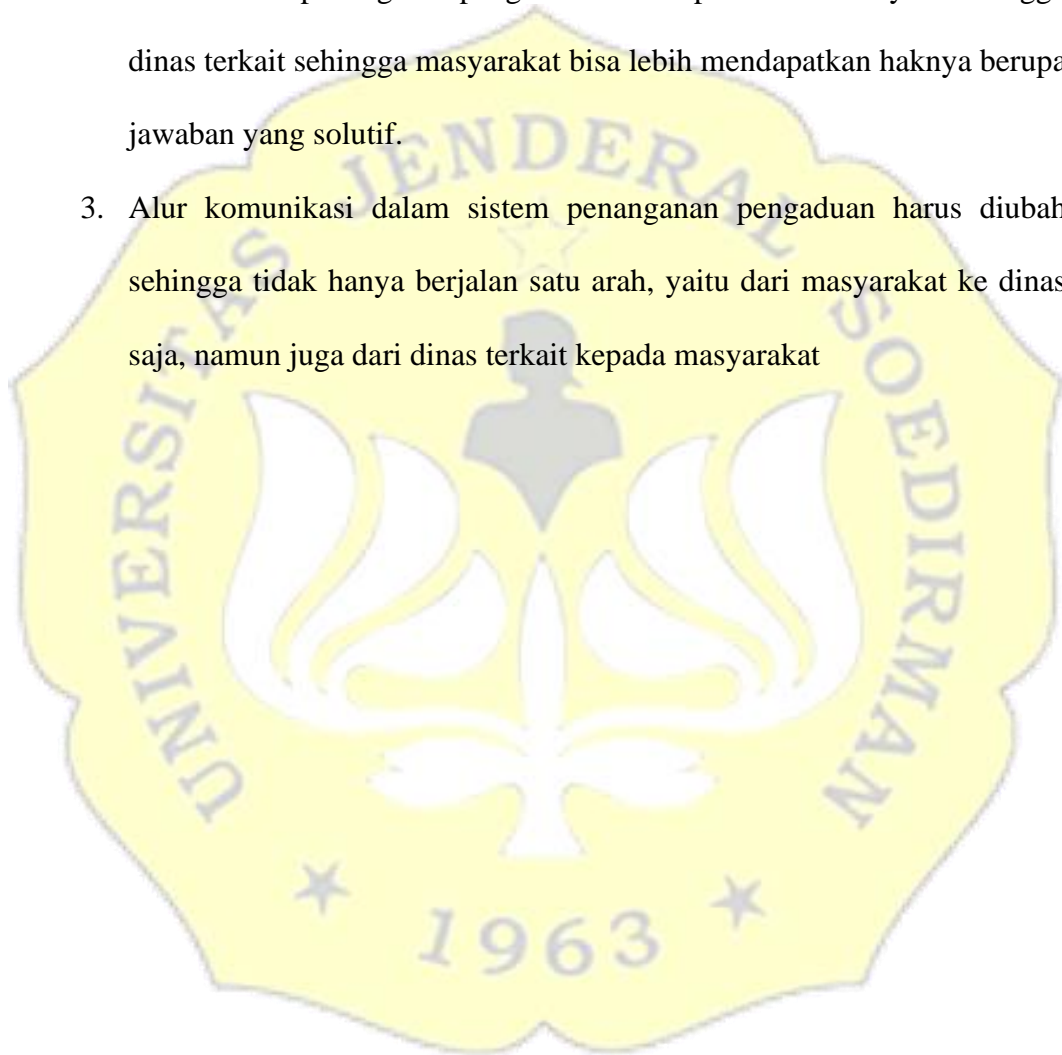 dinas terkait sehingga masyarakat bisa lebih mendapatkan haknya berupa
jawaban yang solutif.
3. Alur komunikasi dalam sistem penanganan pengaduan harus diubah
sehingga tidak hanya berjalan satu arah, yaitu dari masyarakat ke dinas
saja, namun juga dari dinas terkait kepada masyarakat
UNIVERSITAS JENDERAL SOEDIRMAN
1963